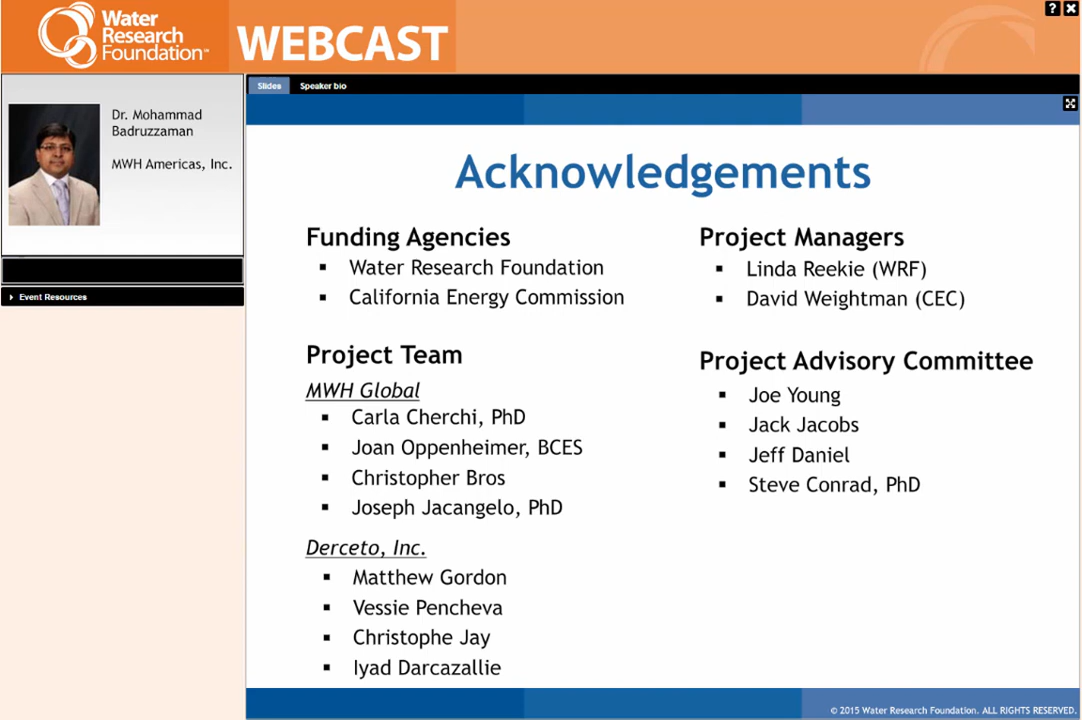 Water
Research
Foundation™
WEBCAST
?
Dr. Mohammad
Badruzzaman
MWH Americas, Inc.
Event Resources
Slides
Speaker bio
Acknowledgements
Funding Agencies
▪ Water Research Foundation
▪ California Energy Commission
Project Team
MWH Global
▪ Carla Cherchi, PhD
▪ Joan Oppenheimer, BCES
▪ Christopher Bros
▪ Joseph Jacangelo, PhD
Derceto, Inc.
▪ Matthew Gordon
▪ Vessie Pencheva
▪ Christophe Jay
▪ Iyad Darcazallie
Project Managers
▪ Linda Reekie (WRF)
▪ David Weightman (CEC)
Project Advisory Committee
▪ Joe Young
▪ Jack Jacobs
▪ Jeff Daniel
▪ Steve Conrad, PhD
© 2015 Water Research Foundation. ALL RIGHTS RESERVED.